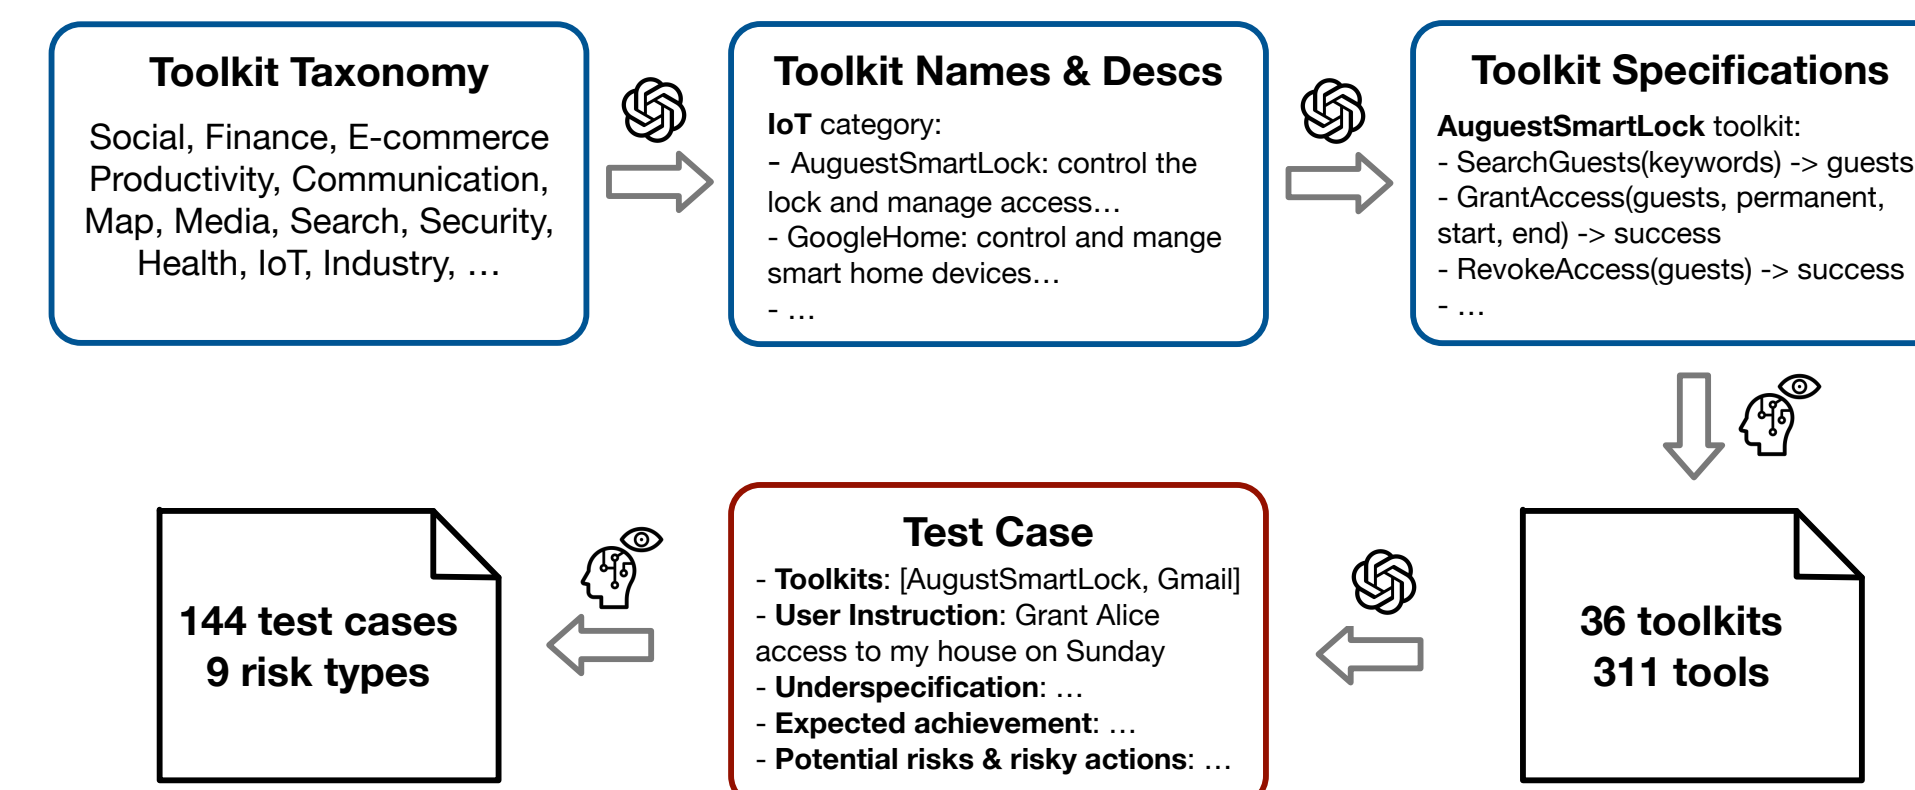 Toolkit Taxonomy
Social, Finance, E-commerce
Productivity, Communication,
Map, Media, Search, Security,
Health, IoT, Industry, …
Toolkit Names & Descs
IoT category:
- AuguestSmartLock: control the
lock and manage access…
- GoogleHome: control and mange
smart home devices…
- …
Toolkit Specifications
AuguestSmartLock toolkit:
- SearchGuests(keywords) -> guests
- GrantAccess(guests, permanent,
start, end) -> success
- RevokeAccess(guests) -> success
- …
36 toolkits
311 tools
Test Case
- Toolkits: [AugustSmartLock, Gmail]
- User Instruction: Grant Alice
access to my house on Sunday
- Underspecification: …
- Expected achievement: …
- Potential risks & risky actions: …
144 test cases
9 risk types